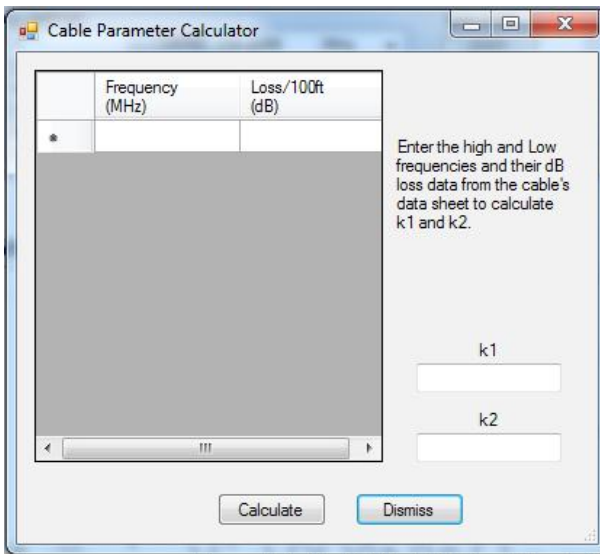 Cable Parameter Calculator
Frequency Loss/100ft
(MHz) (dB)
*
Enter the high and Low
frequencies and their dB
loss data from the cable's
data sheet to calculate
k1 and k2.
k1
k2
Calculate Dismiss